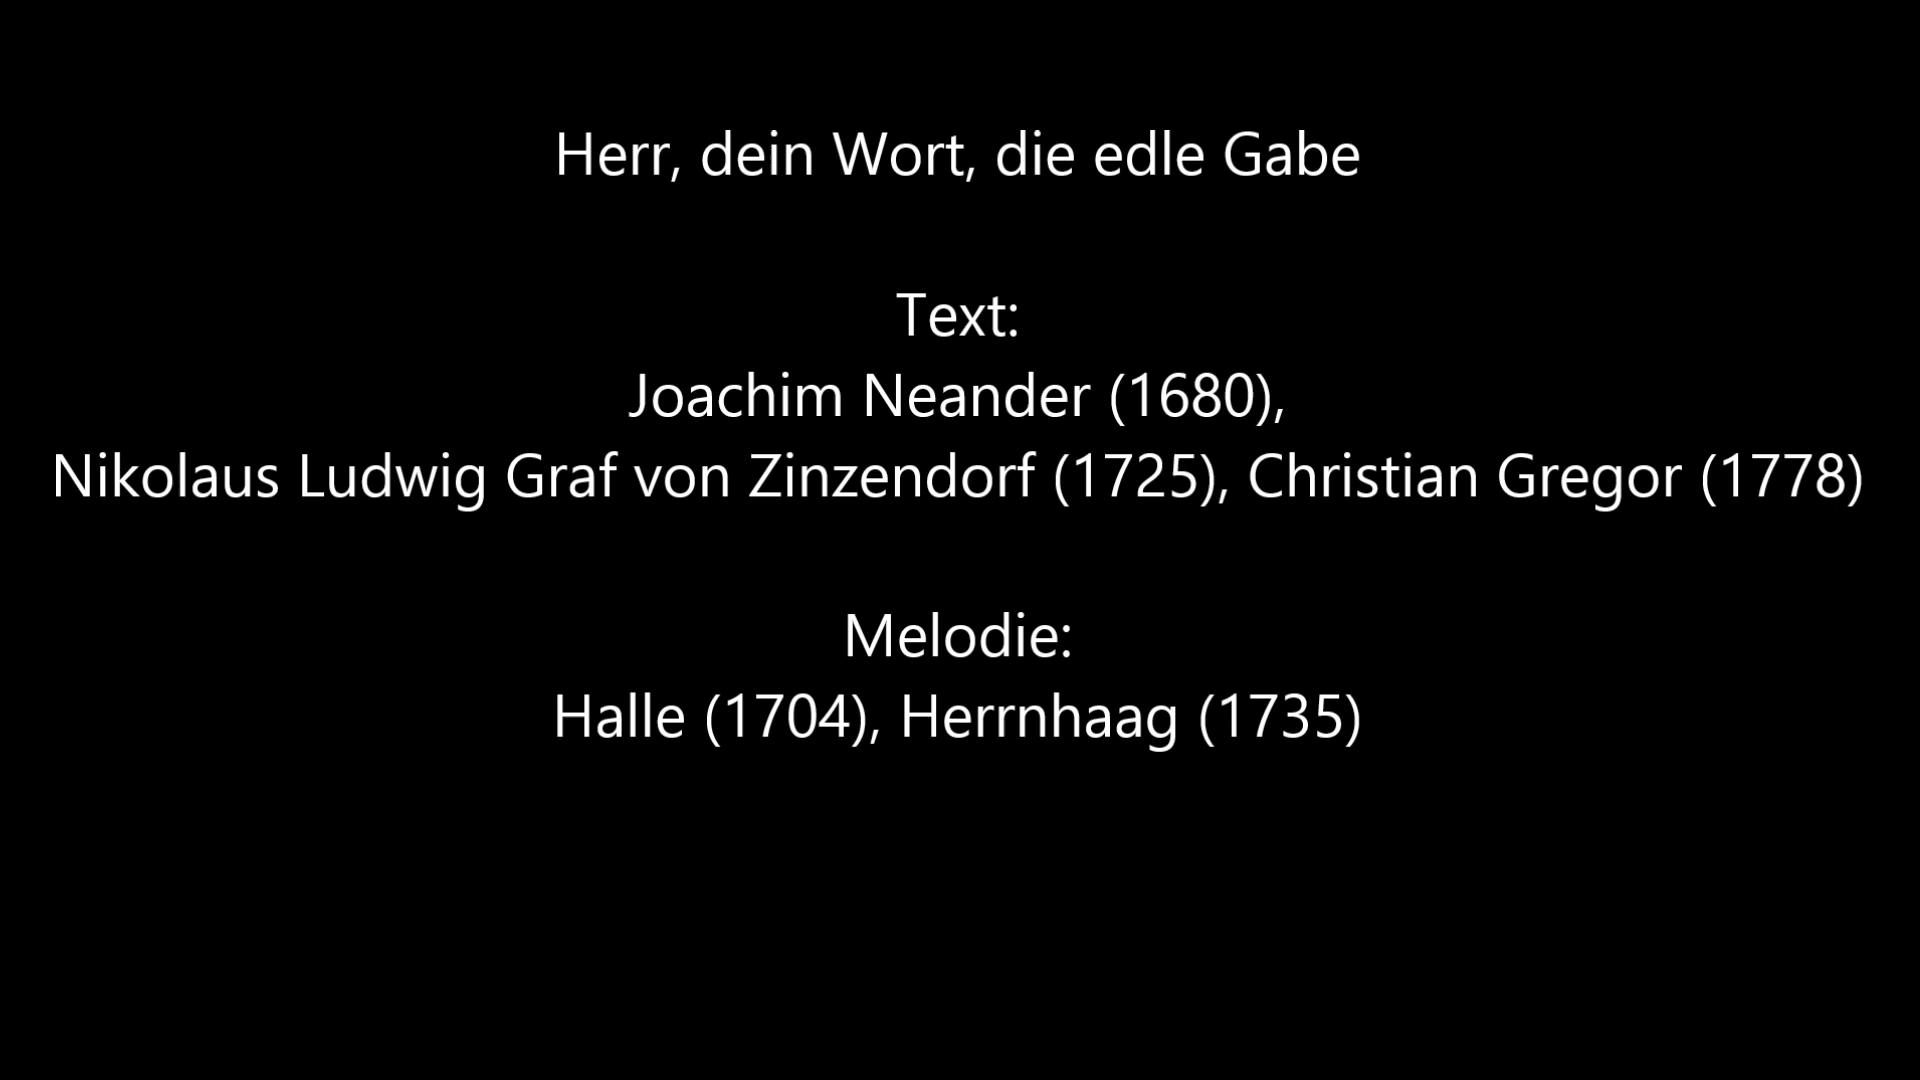 Herr, dein Wort, die edle Gabe
Text:
Joachim Neander (1680),
Nikolaus Ludwig Graf von Zinzendorf (1725), Christian Gregor (1778)
Melodie:
Halle (1704), Herrnhaag (1735)